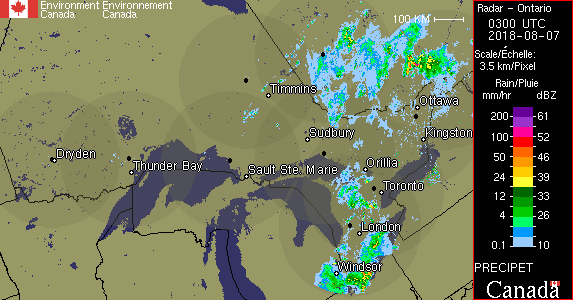 Environment Environnement
Canada Canada
100 KM
Timmins
Ottawa
Sudbury
Kingston
Dryden
Thunder Bay
Sault Ste. Marie
Orillia
Toronto
London
Windsor
Radar - Ontario
0300 UTC
2018-08-07
Scale/Échelle:
3.5 km/Pixel
Rain/Pluie
mm/hr dBZ
200 61
100 52
50 46
24 39
12 33
4 26
0.1 10
PRECIPET
Canada